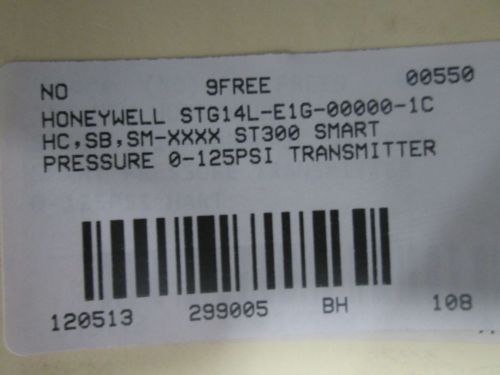 NO 9FREE 00550
HONEYWELL STG14L-E1G-00000-1C
HC,SB,SM-XXXX ST300 SMART
PRESSURE 0-125PSI TRANSMITTER
120513 299005 BH 108